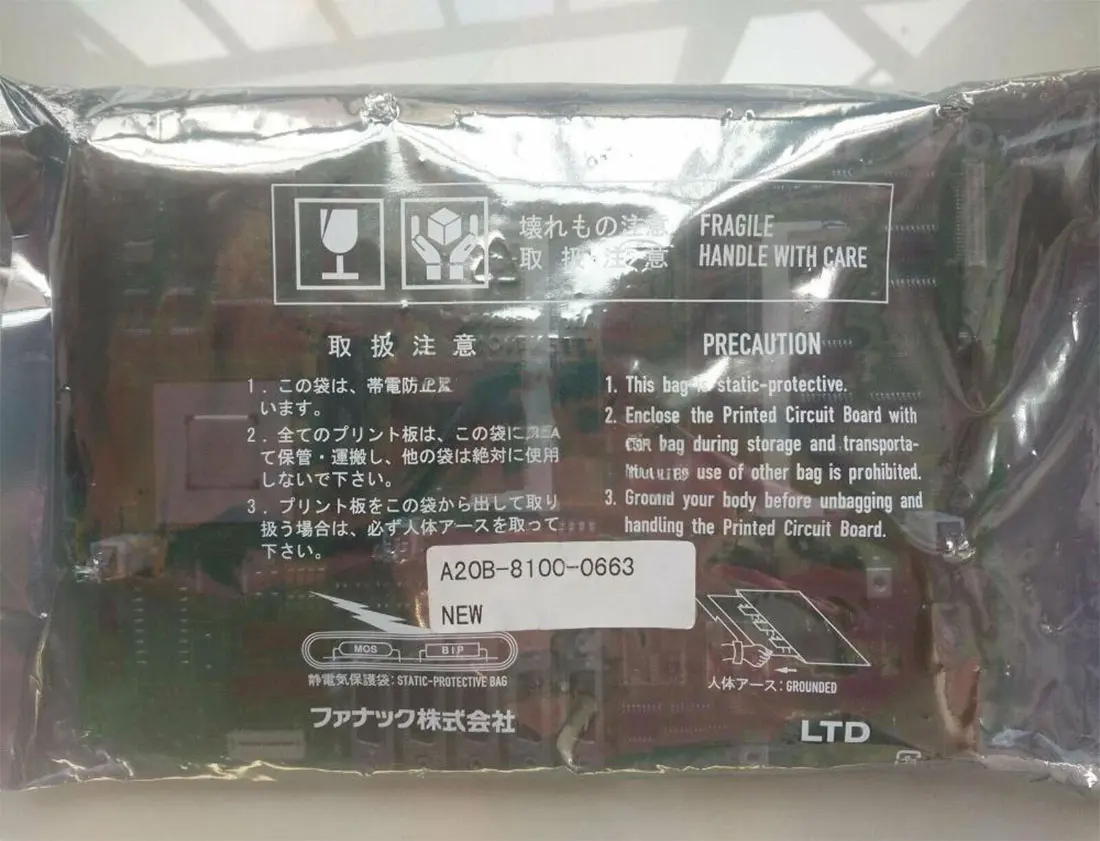 壊れもの注意
取 扱 注 意
FRAGILE
HANDLE WITH CARE
取 扱 注 意
1．この袋は、帯電防止
います。
2．全てのプリント板は、この袋に
て保管・運搬し、他の袋は絶対に使用
しないで下さい。
3．プリント板をこの袋から出して取り
扱う場合は、必ず人体アースを取って
下さい。
PRECAUTION
1. This bag is static-protective.
2. Enclose the Printed Circuit Board with
bag during storage and transporta-
use of other bag is prohibited.
3. Ground your body before unbagging and
handling the Printed Circuit Board.
A20B-8100-0663
NEW
MOS
BIP
静電気保護袋: STATIC-PROTECTIVE BAG
人体アース: GROUNDED
ファナック株式会社
LTD